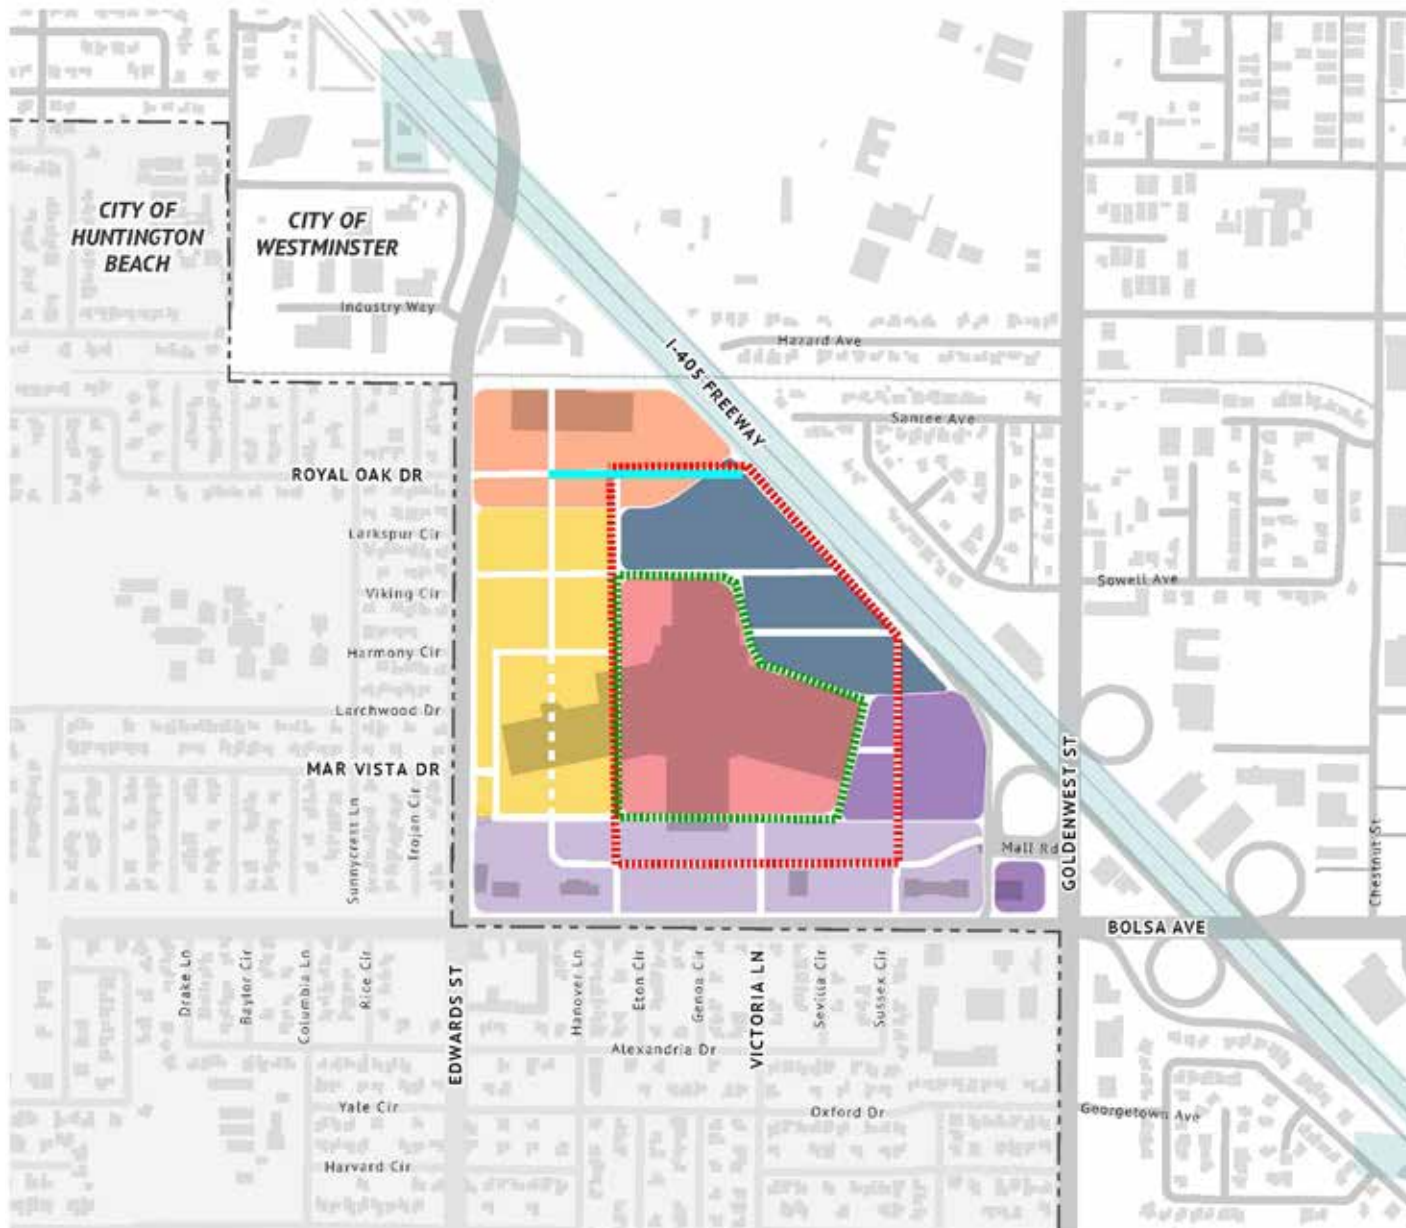 CITY OF
HUNTINGTON
BEACH
CITY OF
WESTMINSTER
Industry Way
I-405 FREEWAY
Hazard Ave
Santee Ave
ROYAL OAK DR
Larkspur Cir
Viking Cir
Sowell Ave
Harmony Cir
Larchwood Dr
MAR VISTA DR
Sunnycrest Ln
Trojan Cir
GOLDENWEST ST
Mall Rd
Chestnut St
BOLSA AVE
Drake Ln
Baylor Cir
Columbia Ln
Rice Cir
EDWARDS ST
Hanover Ln
Eton Cir
Genoa Cir
VICTORIA LN
Sevilla Cir
Sussex Cir
Alexandria Dr
Yale Cir
Oxford Dr
Georgetown Ave
Harvard Cir